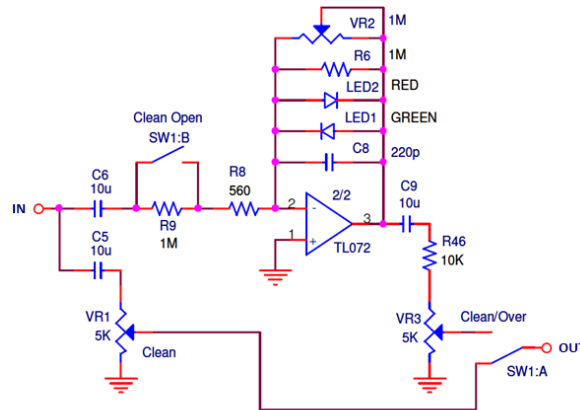 1M
VR2
R6
1M
LED2
RED
LED1
GREEN
C8
220p
Clean Open
SW1:B
C6
10u
R8
560
R9
1M
IN
C5
10u
2/2
2
-
3
1
+
TL072
C9
10u
R46
10K
VR1
5K
Clean
VR3
5K
Clean/Over
OUT
SW1:A